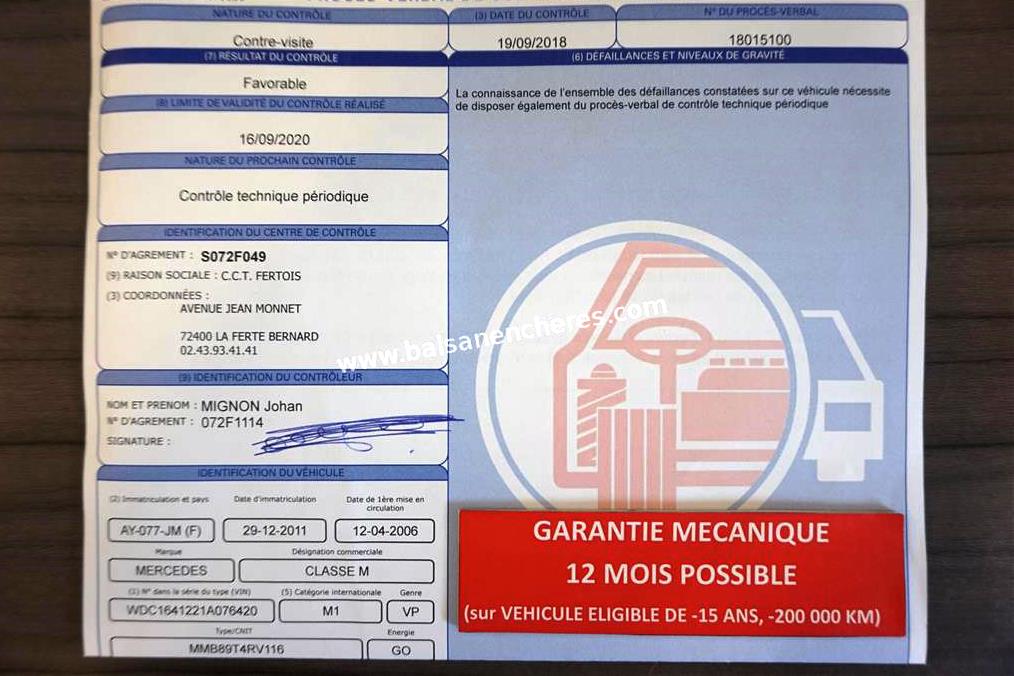 NATURE DU CONTRÔLE
(3) DATE DU CONTRÔLE
N° DU PROCÈS-VERBAL
Contre-visite
19/09/2018
18015100
(7) RÉSULTAT DU CONTRÔLE
(6) DÉFAILLANCES ET NIVEAUX DE GRAVITÉ
Favorable
La connaissance de l'ensemble des défaillances constatées sur ce véhicule nécessite
de disposer également du procès-verbal de contrôle technique périodique
(8) LIMITE DE VALIDITÉ DU CONTRÔLE RÉALISÉ
16/09/2020
NATURE DU PROCHAIN CONTRÔLE
Contrôle technique périodique
IDENTIFICATION DU CENTRE DE CONTRÔLE
N° D'AGREMENT : S072F049
(9) RAISON SOCIALE : C.C.T. FERTOIS
(3) COORDONNÉES :
AVENUE JEAN MONNET
72400 LA FERTE BERNARD
02.43.93.41.41
www.balsanencheres.com
(9) IDENTIFICATION DU CONTRÔLEUR
NOM ET PRENOM : MIGNON Johan
N° D'AGREMENT : 072F1114
SIGNATURE :
IDENTIFICATION DU VÉHICULE
(2) Immatriculation et pays
Date d'immatriculation
Date de 1ère mise en
circulation
AY-077-JM (F)
29-12-2011
12-04-2006
Marque
Désignation commerciale
MERCEDES
CLASSE M
(1) N° dans la série du type (VIN)
(5) Catégorie internationale
Genre
WDC1641221A076420
M1
VP
Type/CNIT
Energie
MMB89T4RV116
GO
GARANTIE MECANIQUE
12 MOIS POSSIBLE
(sur VEHICULE ELIGIBLE DE -15 ANS, -200 000 KM)